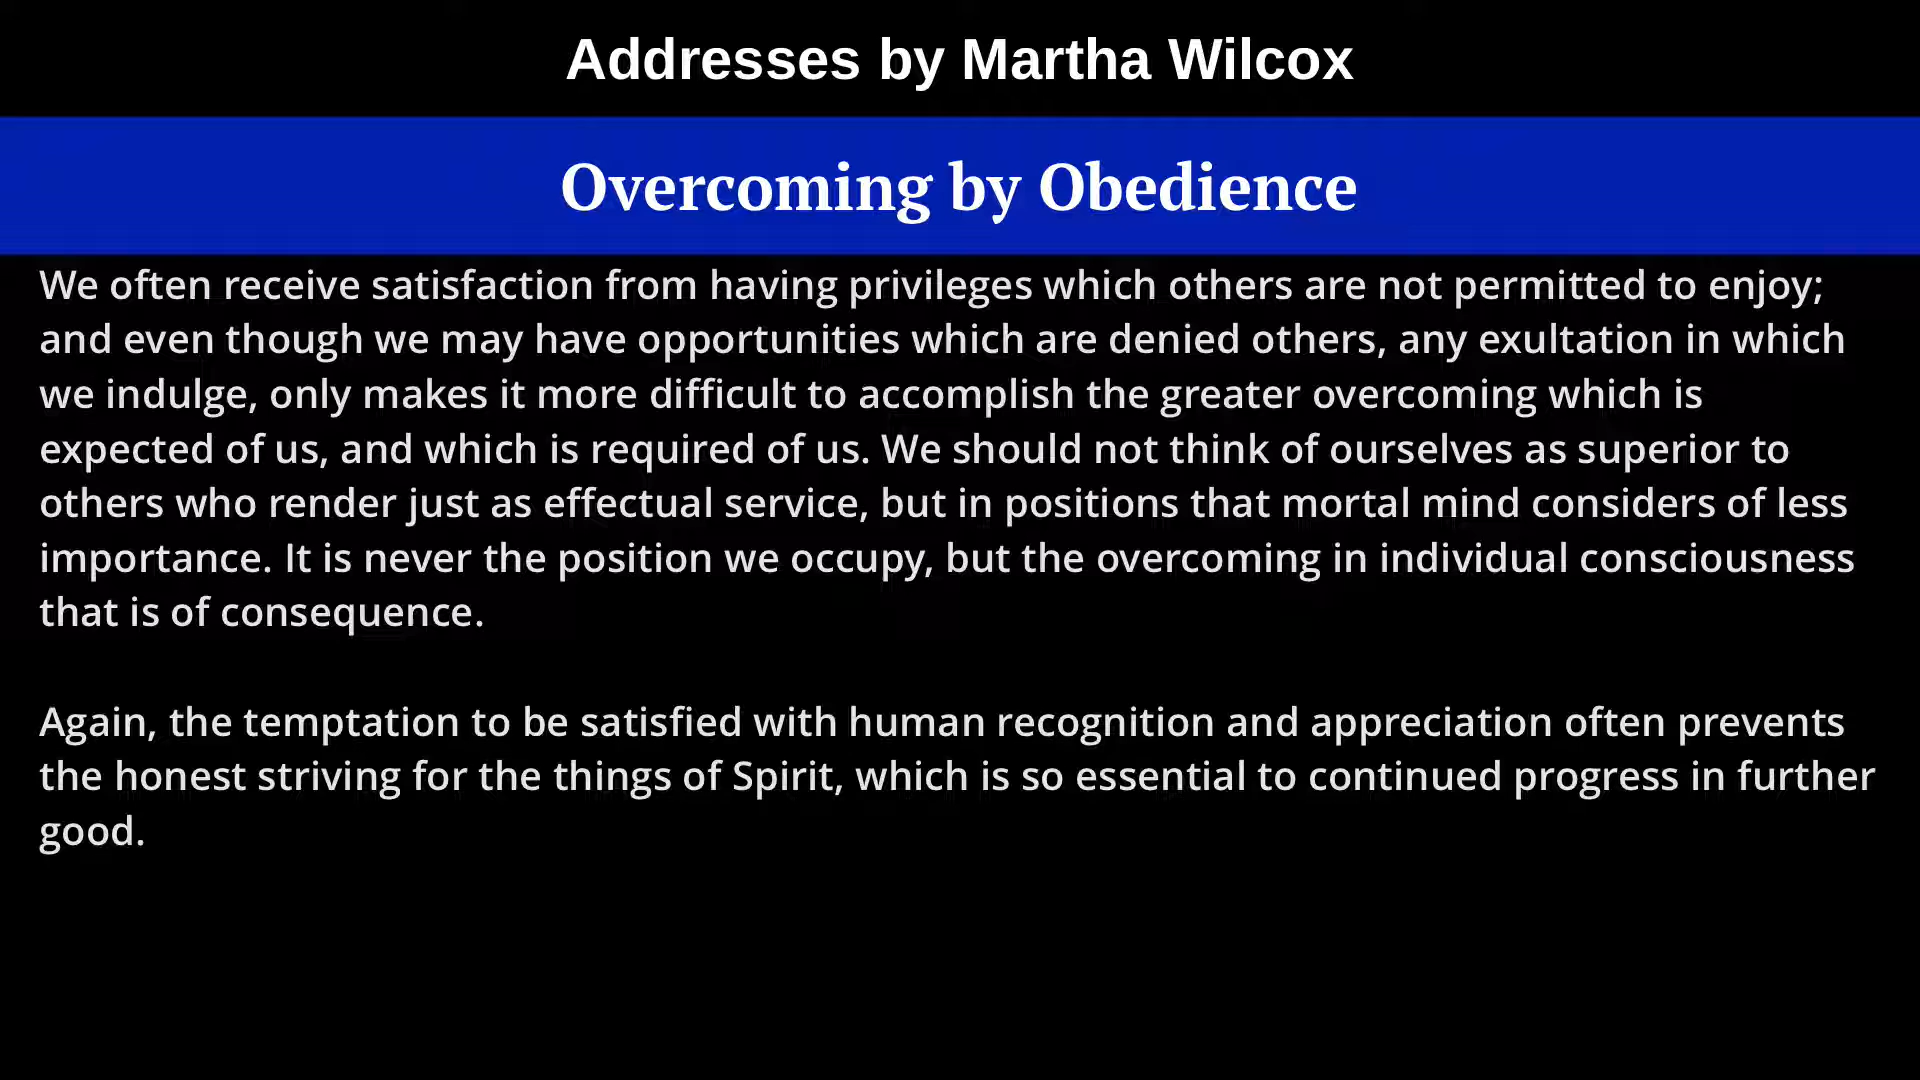 Addresses by Martha Wilcox
Overcoming by Obedience
We often receive satisfaction from having privileges which others are not permitted to enjoy;
and even though we may have opportunities which are denied others, any exultation in which
we indulge, only makes it more difficult to accomplish the greater overcoming which is
expected of us, and which is required of us. We should not think of ourselves as superior to
others who render just as effectual service, but in positions that mortal mind considers of less
importance. It is never the position we occupy, but the overcoming in individual consciousness
that is of consequence.
Again, the temptation to be satisfied with human recognition and appreciation often prevents
the honest striving for the things of Spirit, which is so essential to continued progress in further
good.